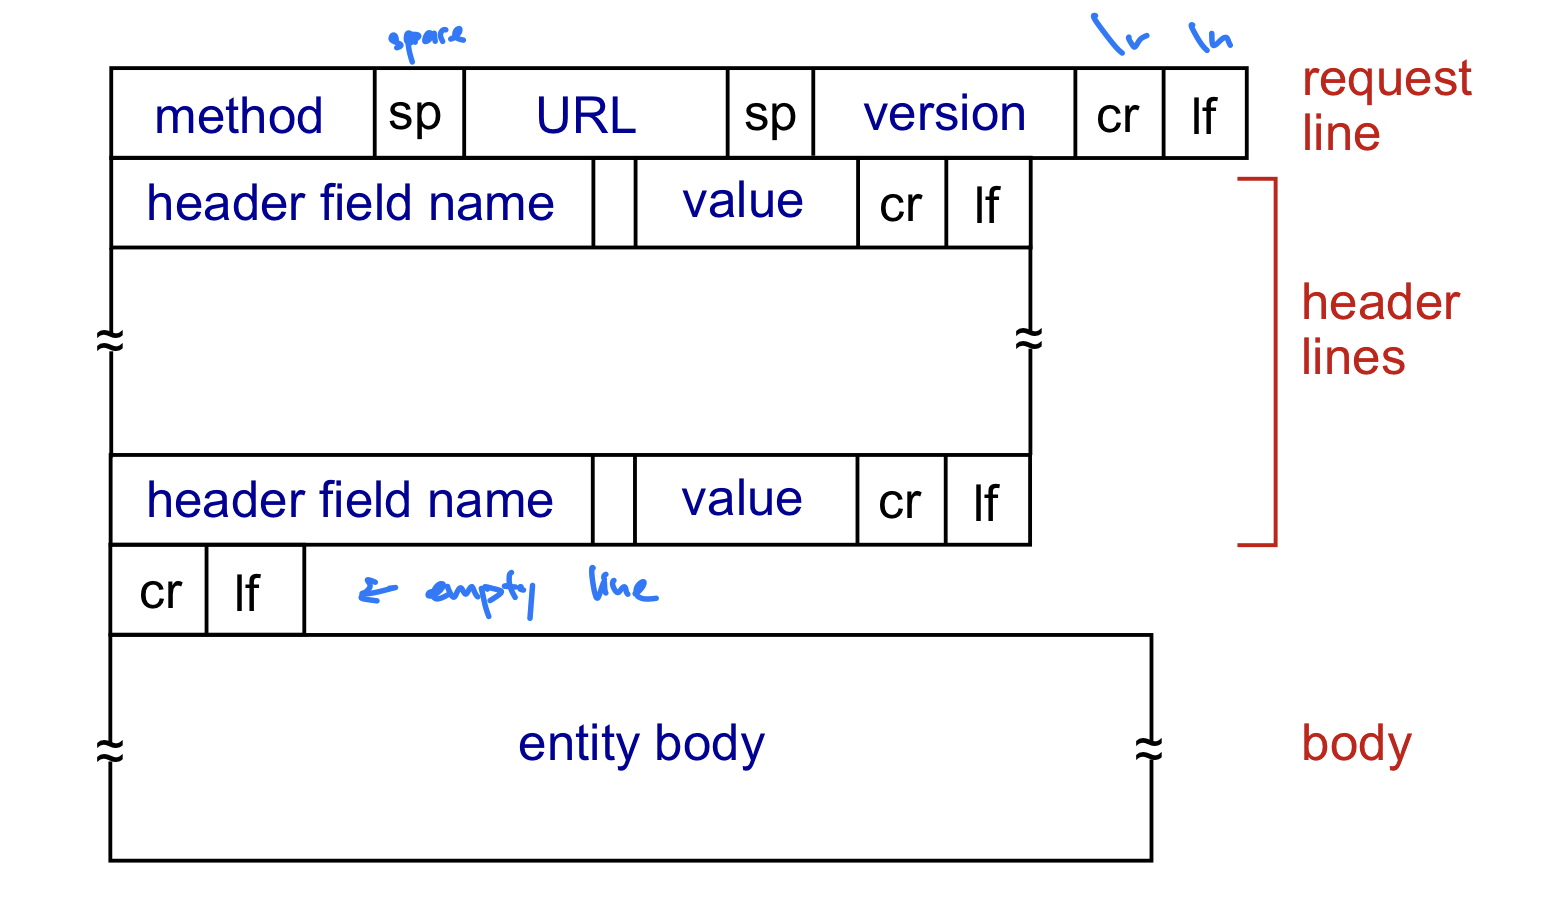 space \r \n
method sp URL sp version cr lf request line
header field name value cr lf
header lines
header field name value cr lf
cr lf ← empty line
entity body body